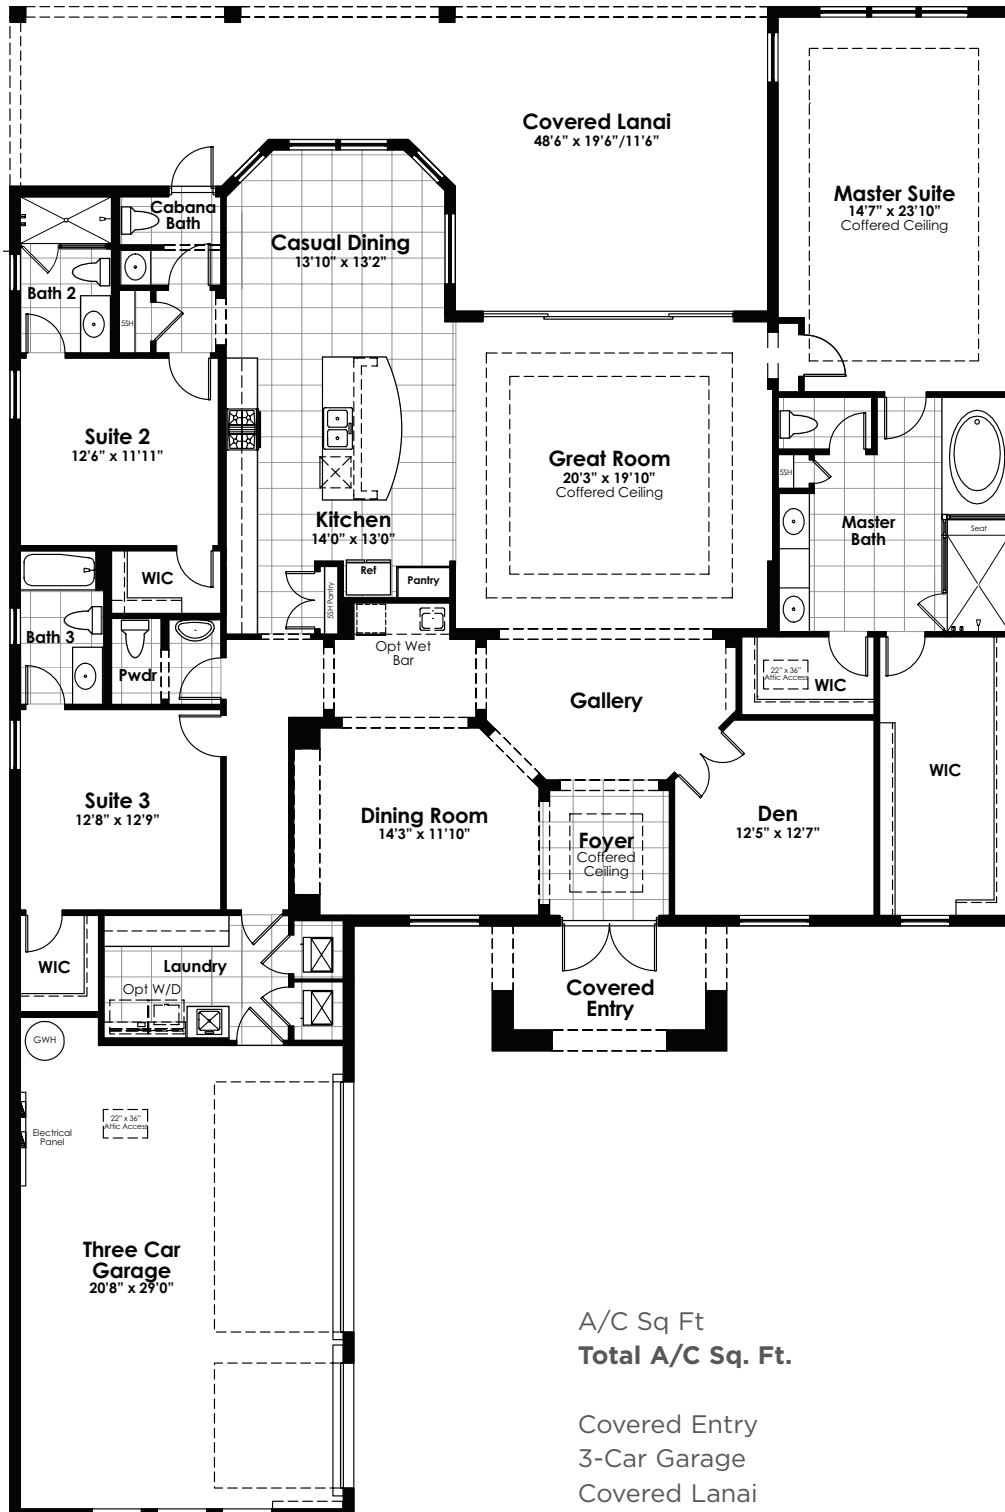 Covered Lanai
48'6" x 19'6"/11'6"
Master Suite
14'7" x 23'10"
Coffered Ceiling
Cabana
Bath
Casual Dining
13'10" x 13'2"
Bath 2
5SH
Suite 2
12'6" x 11'11"
Great Room
20'3" x 19'10"
Coffered Ceiling
5SH
Master
Bath
Seat
Kitchen
14'0" x 13'0"
Ref
Pantry
5SH Pantry
WIC
Bath 3
Pwdr
Opt Wet
Bar
Gallery
22" x 36"
Attic Access
WIC
WIC
Suite 3
12'8" x 12'9"
Dining Room
14'3" x 11'10"
Foyer
Coffered
Ceiling
Den
12'5" x 12'7"
WIC
Laundry
Opt W/D
Covered
Entry
GWH
Electrical
Panel
22" x 36"
Attic Access
Three Car
Garage
20'8" x 29'0"
A/C Sq Ft
Total A/C Sq. Ft.
Covered Entry
3-Car Garage
Covered Lanai